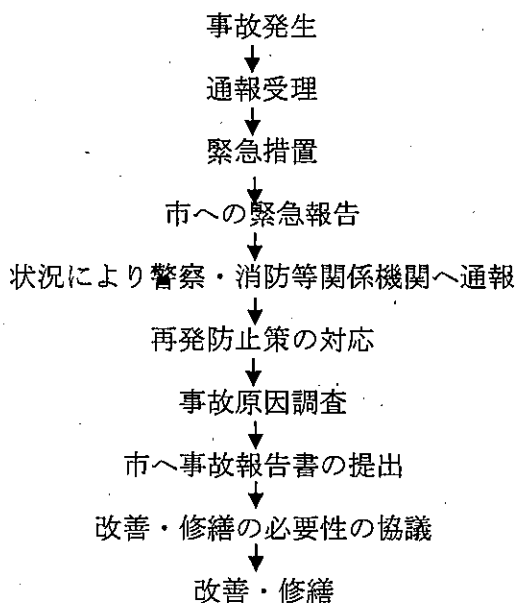 事故発生
通報受理
緊急措置
市への緊急報告
状況により警察・消防等関係機関へ通報
再発防止策の対応
事故原因調査
市へ事故報告書の提出
改善・修繕の必要性の協議
改善・修繕